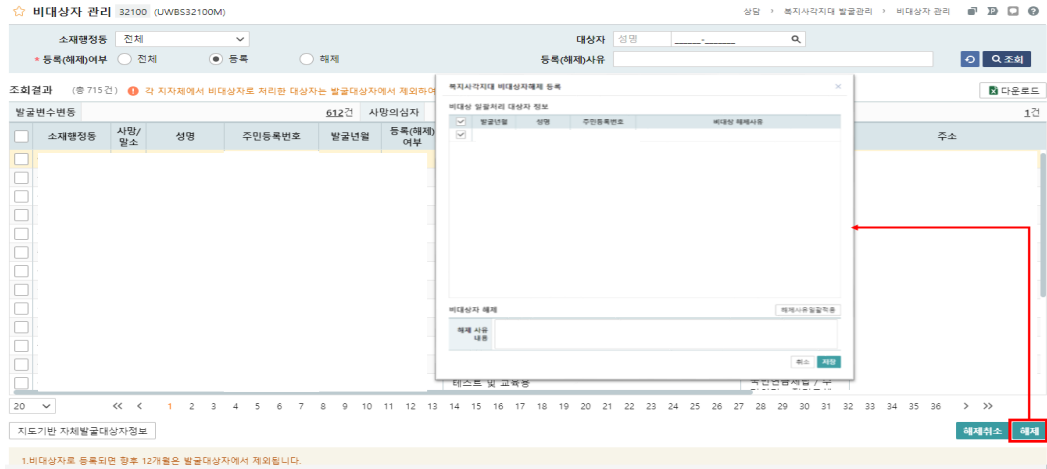 비대상자 관리 32100 (UWBS32100M)
상담 > 복지사각지대 발굴관리 > 비대상자 관리
소재행정동 전체
대상자 성명 ______-_______
* 등록(해제)여부 전체 등록 해제
등록(해제)사유
조회
조회결과 (총 715건) 각 지자체에서 비대상자로 처리한 대상자는 발굴대상자에서 제외하여
다운로드
발굴변수변동 612건 사망의심자 1건
소재행정동 사망/말소 성명 주민등록번호 발굴년월 등록(해제)여부 주소
복지사각지대 비대상자해제 등록
비대상 일괄처리 대상자 정보
발굴년월 성명 주민등록번호 비대상 해제사유
비대상자 해제
해제사유일괄적용
해제 사유
내용
취소 저장
테스트 및 교육용
20 << < 1 2 3 4 5 6 7 8 9 10 11 12 13 14 15 16 17 18 19 20 21 22 23 24 25 26 27 28 29 30 31 32 33 34 35 36 > >>
지도기반 자체발굴대상자정보
해제취소 해제
1.비대상자로 등록되면 향후 12개월은 발굴대상자에서 제외됩니다.